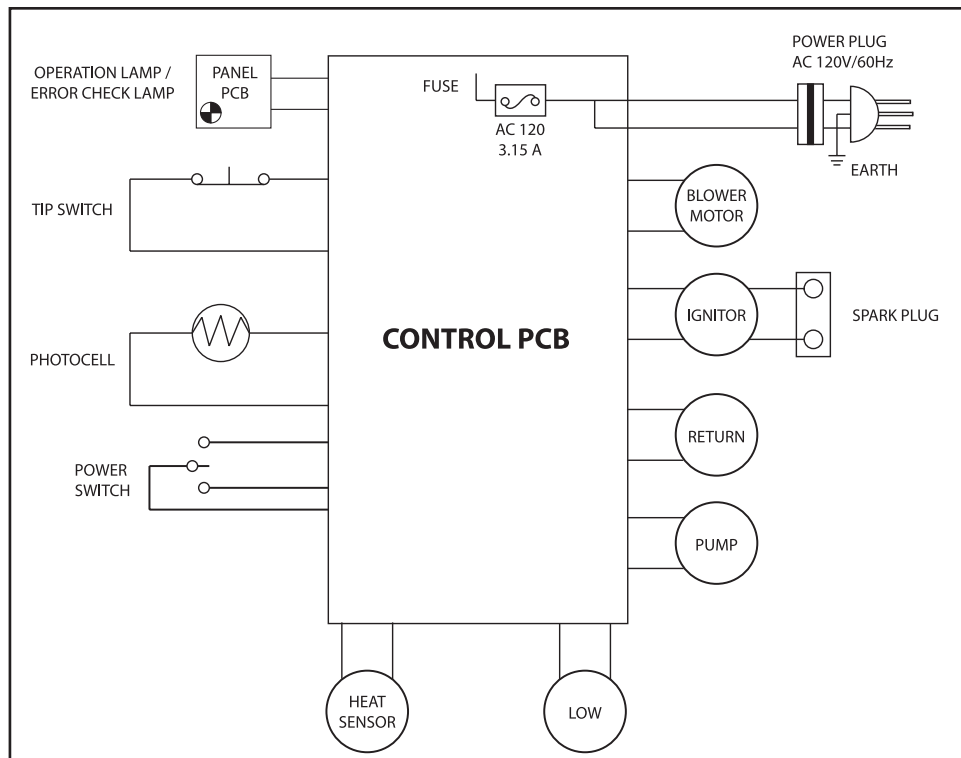 OPERATION LAMP /
ERROR CHECK LAMP
PANEL
PCB
FUSE
AC 120
3.15 A
POWER PLUG
AC 120V/60Hz
EARTH
TIP SWITCH
BLOWER
MOTOR
IGNITOR
SPARK PLUG
CONTROL PCB
PHOTOCELL
RETURN
POWER
SWITCH
PUMP
HEAT
SENSOR
LOW